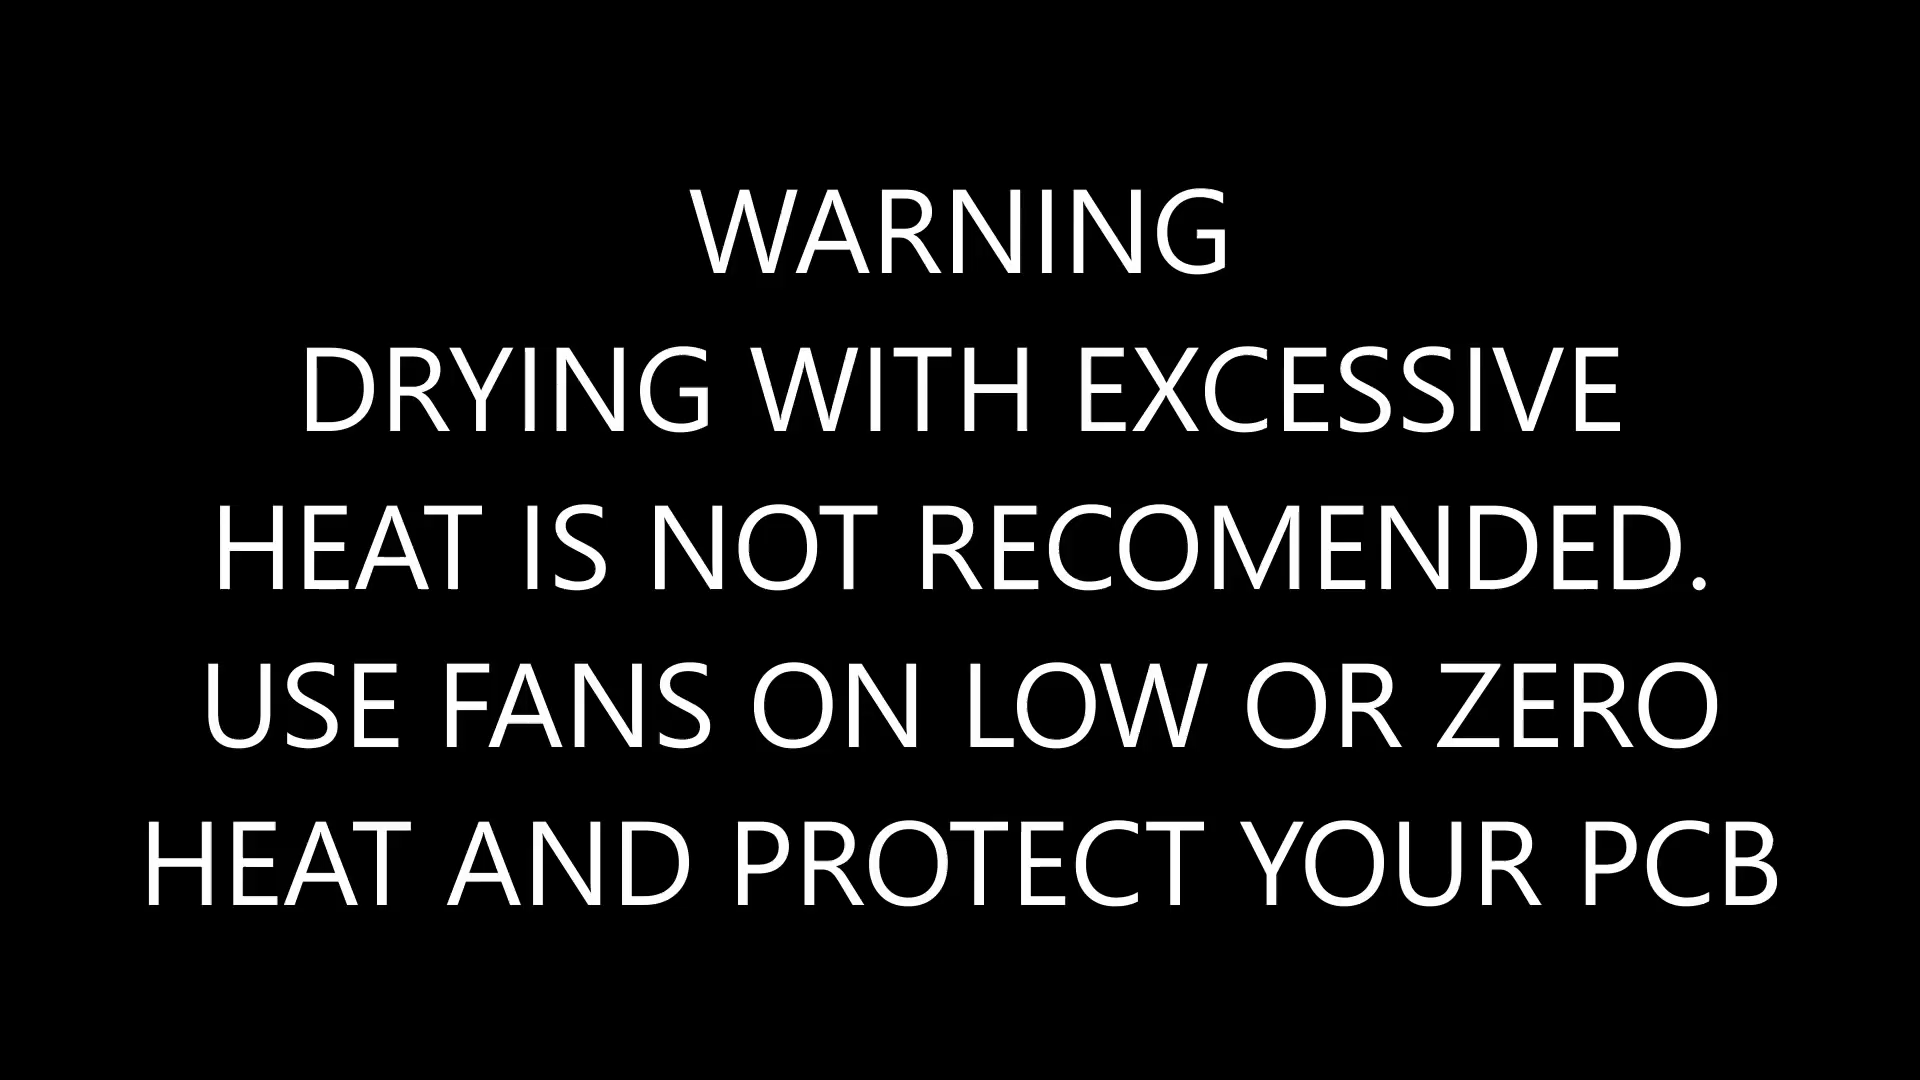 WARNING
DRYING WITH EXCESSIVE
HEAT IS NOT RECOMENDED.
USE FANS ON LOW OR ZERO
HEAT AND PROTECT YOUR PCB